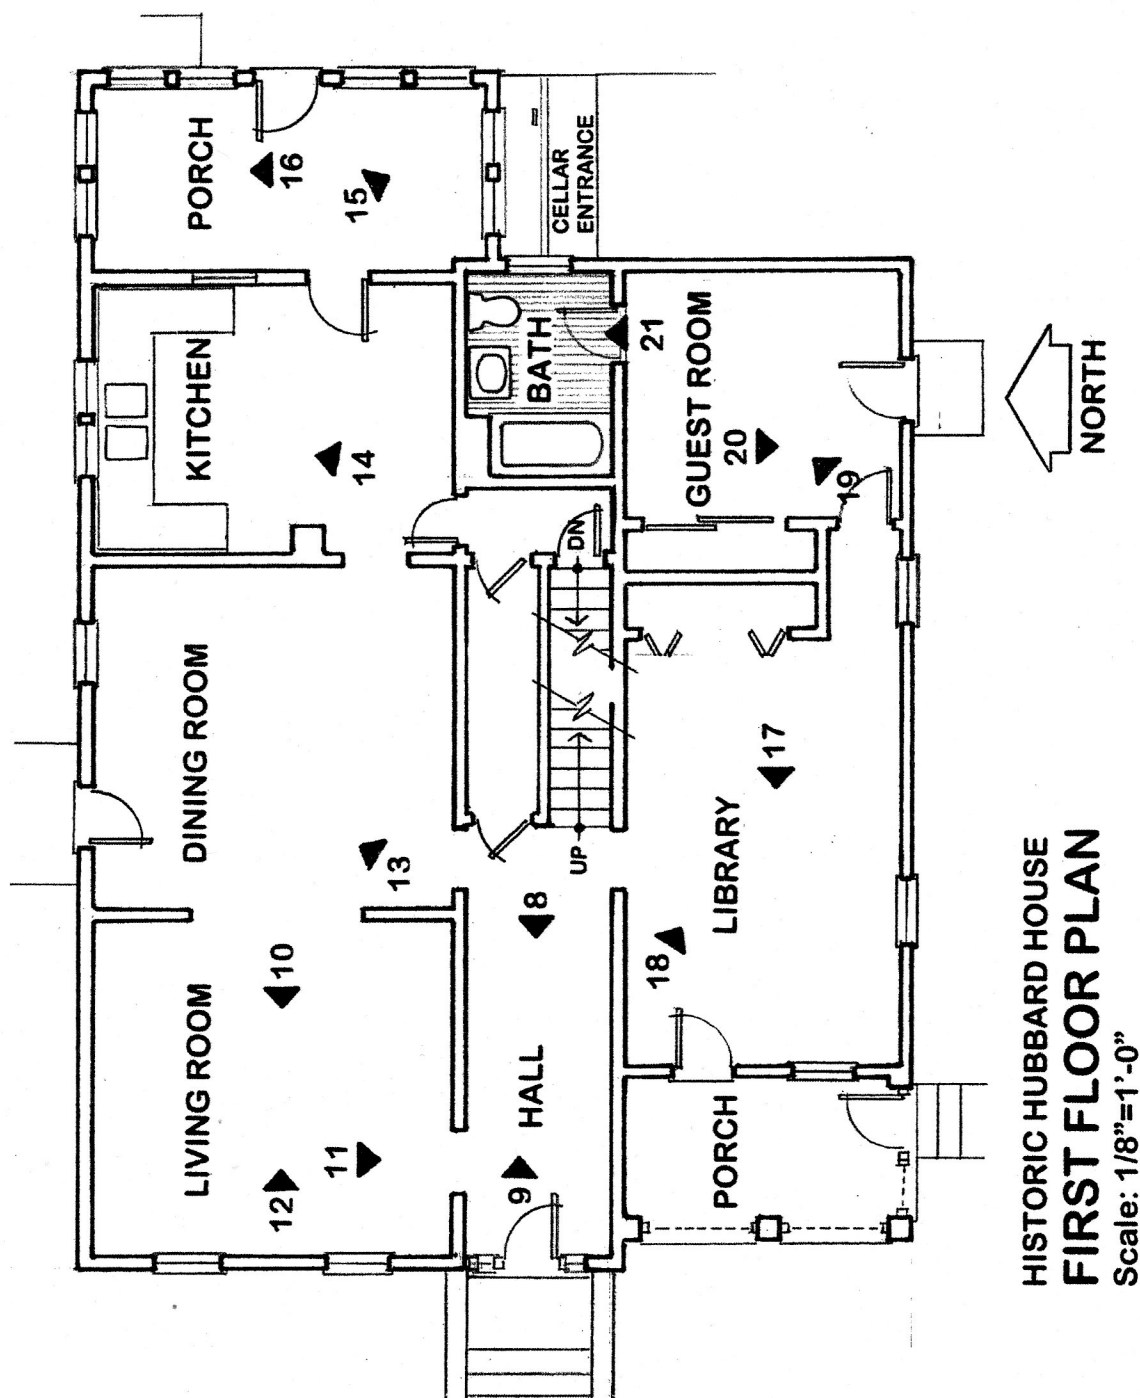 LIVING ROOM
DINING ROOM
KITCHEN
PORCH
12
10
16
11
13
14
15
9
HALL
8
UP
DN
BATH
CELLAR
ENTRANCE
21
18
PORCH
LIBRARY
GUEST ROOM
20
17
19
NORTH
HISTORIC HUBBARD HOUSE
FIRST FLOOR PLAN
Scale: 1/8"=1'-0"